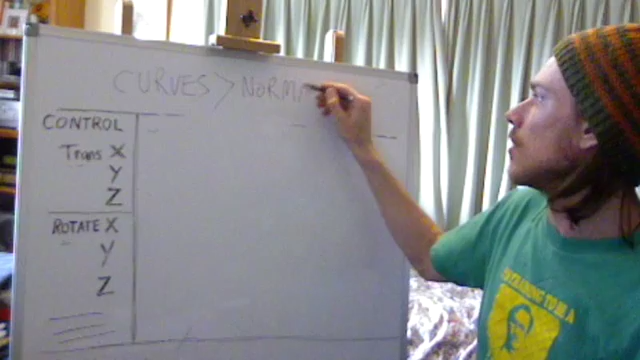 CURVES > NORM
CONTROL
Trans X
Y
Z
ROTATE X
Y
Z